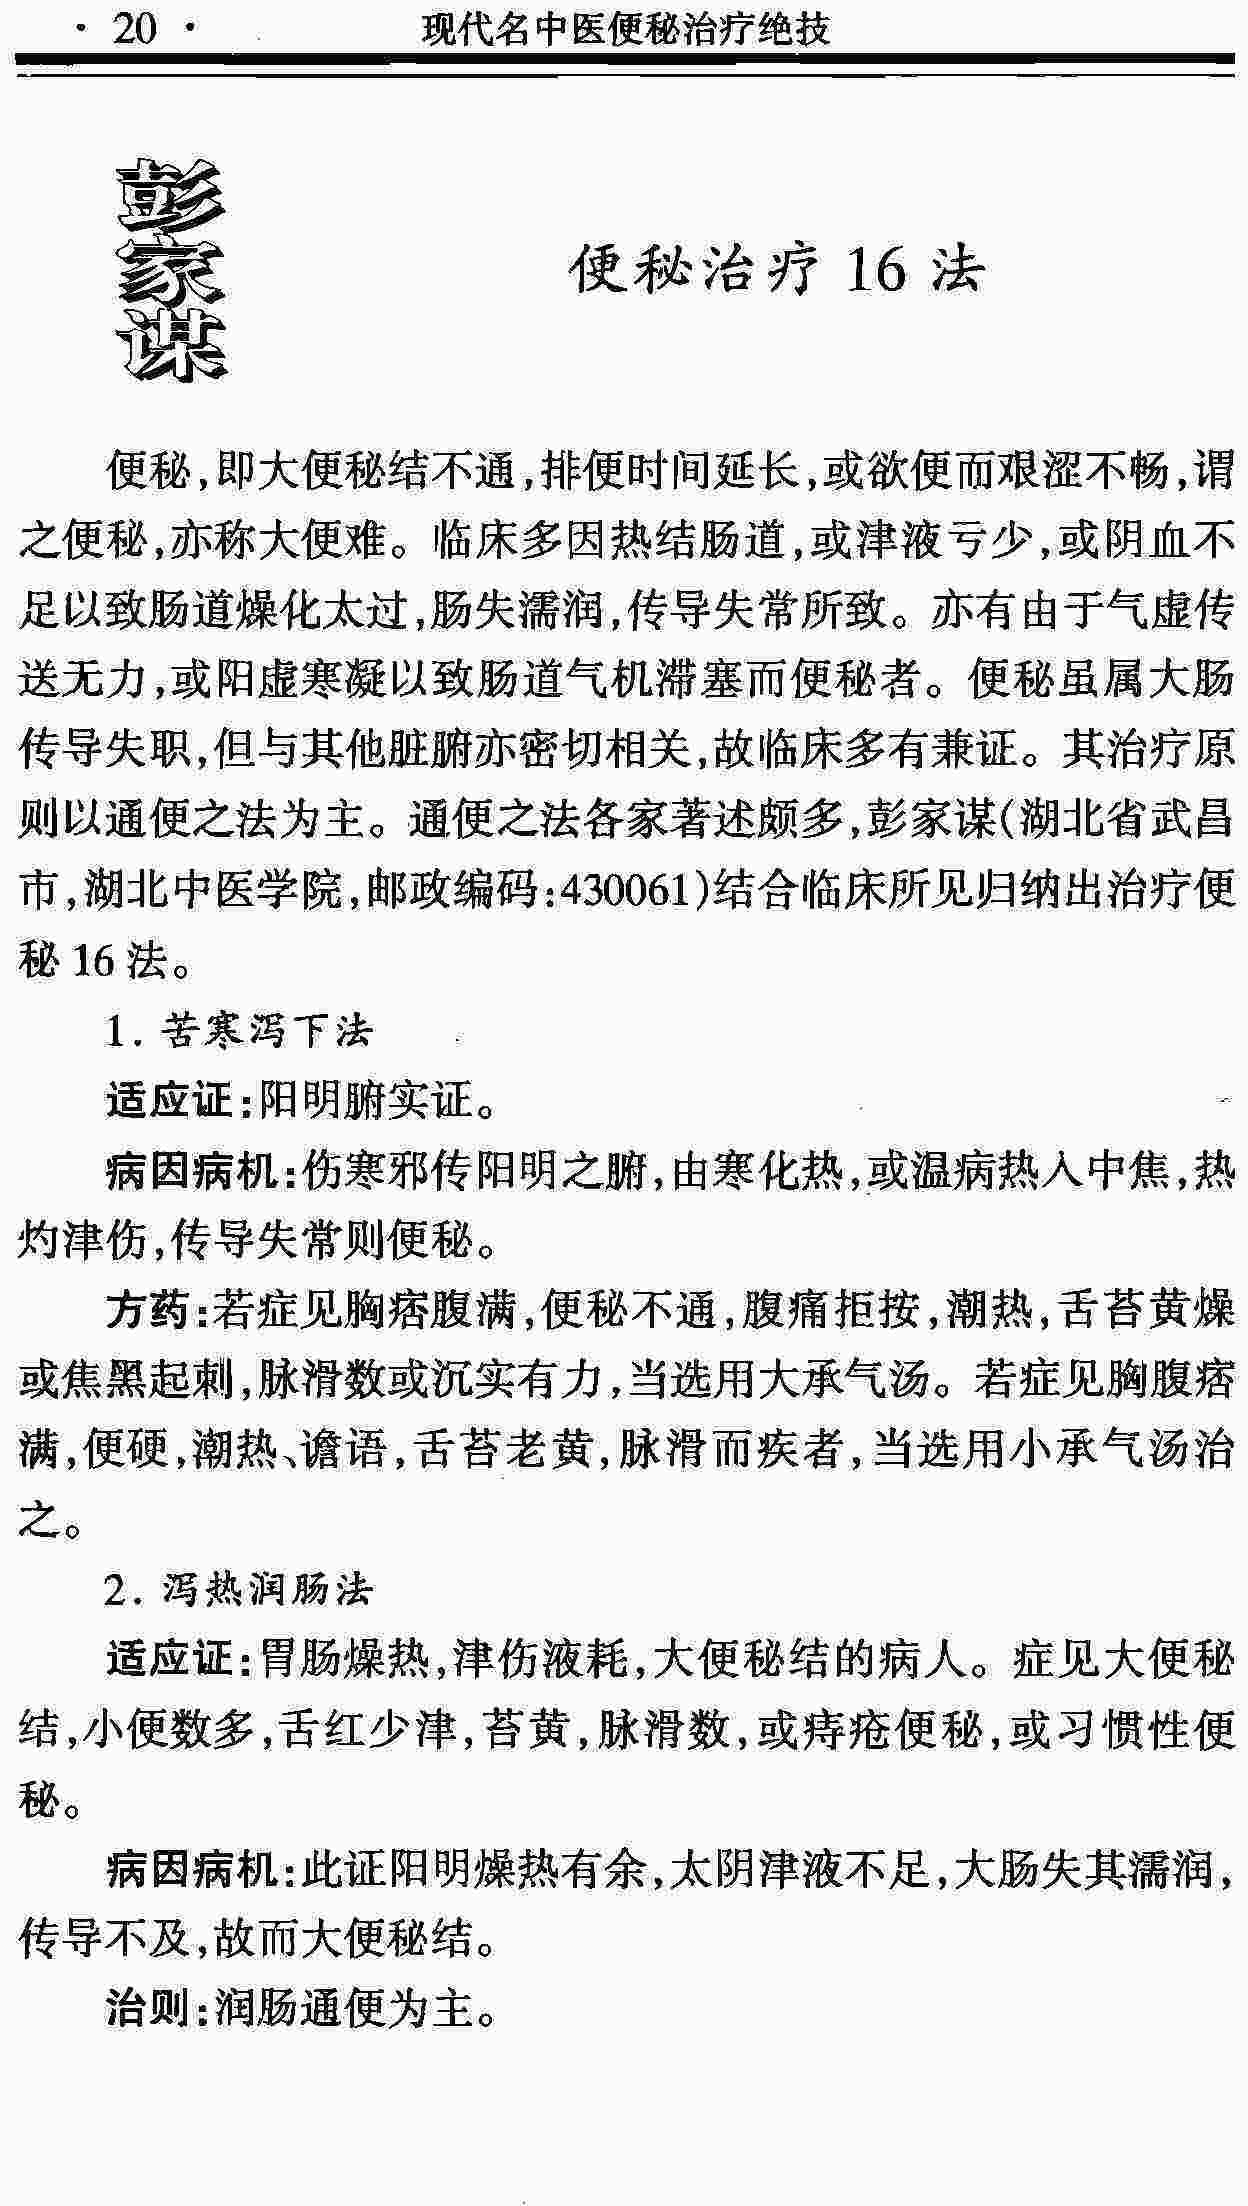 · 20 · 现代名中医便秘治疗绝技
彭家谋
便秘治疗 16 法
便秘,即大便秘结不通,排便时间延长,或欲便而艰涩不畅,谓
之便秘,亦称大便难。临床多因热结肠道,或津液亏少,或阴血不
足以致肠道燥化太过,肠失濡润,传导失常所致。亦有由于气虚传
送无力,或阳虚寒凝以致肠道气机滞塞而便秘者。便秘虽属大肠
传导失职,但与其他脏腑亦密切相关,故临床多有兼证。其治疗原
则以通便之法为主。通便之法各家著述颇多,彭家谋(湖北省武昌
市,湖北中医学院,邮政编码:430061)结合临床所见归纳出治疗便
秘 16 法。
1. 苦寒泻下法
适应证:阳明腑实证。
病因病机:伤寒邪传阳明之腑,由寒化热,或温病热入中焦,热
灼津伤,传导失常则便秘。
方药:若症见胸痞腹满,便秘不通,腹痛拒按,潮热,舌苔黄燥
或焦黑起刺,脉滑数或沉实有力,当选用大承气汤。若症见胸腹痞
满,便硬,潮热、谵语,舌苔老黄,脉滑而疾者,当选用小承气汤治
之。
2. 泻热润肠法
适应证:胃肠燥热,津伤液耗,大便秘结的病人。症见大便秘
结,小便数多,舌红少津,苔黄,脉滑数,或痔疮便秘,或习惯性便
秘。
病因病机:此证阳明燥热有余,太阴津液不足,大肠失其濡润,
传导不及,故而大便秘结。
治则:润肠通便为主。